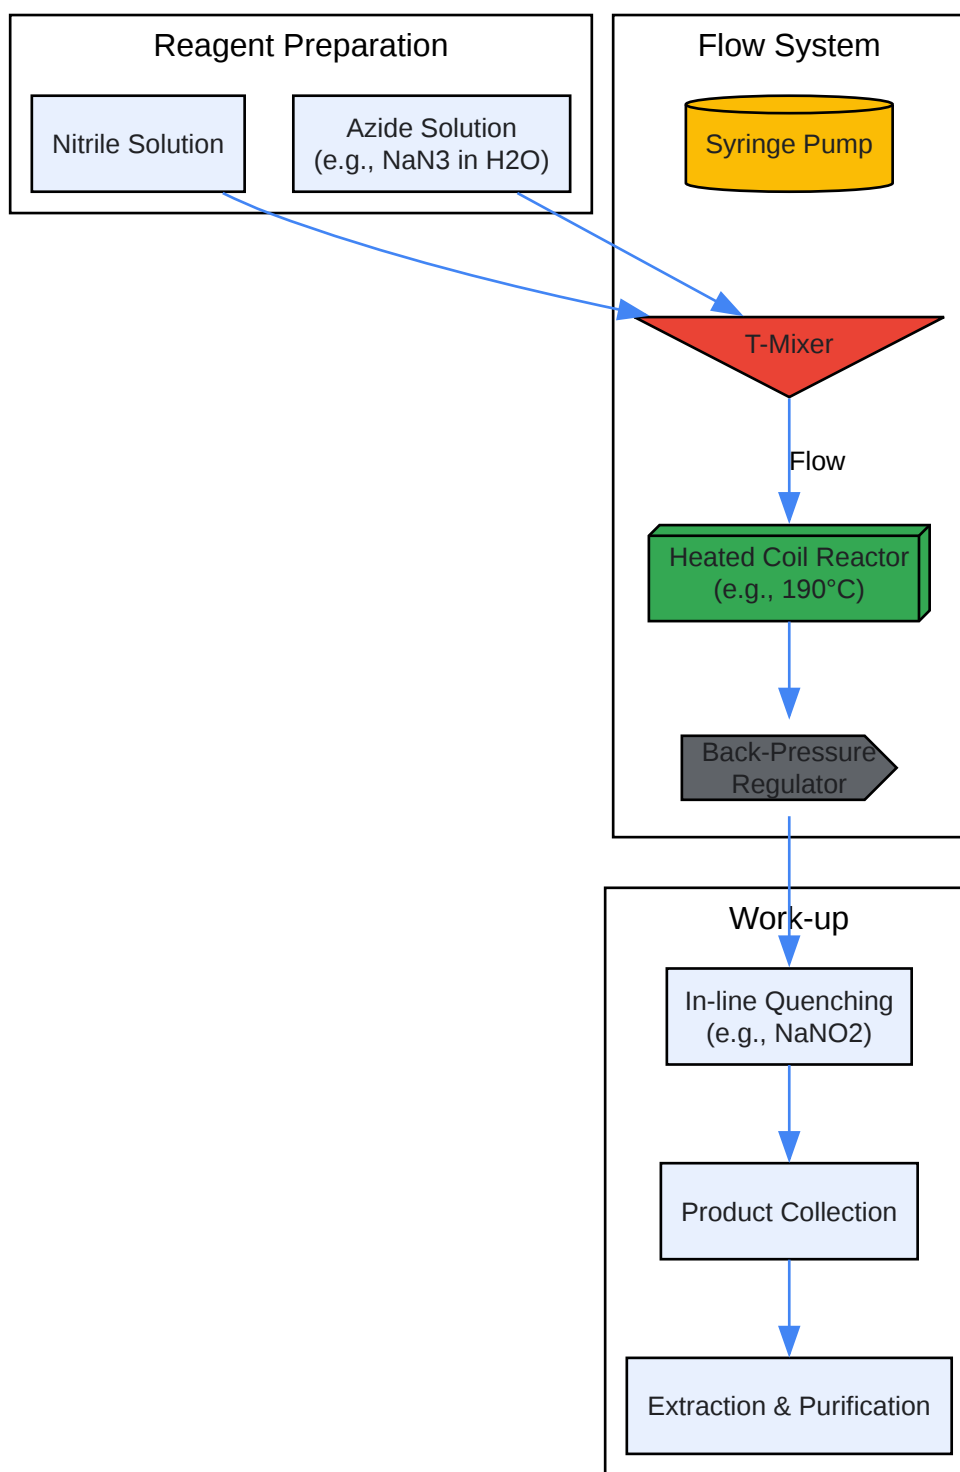 Reagent Preparation
Nitrile Solution
Azide Solution
(e.g., NaN3 in H2O)
Flow System
Syringe Pump
T-Mixer
Flow
Heated Coil Reactor
(e.g., 190°C)
Back-Pressure
Regulator
Work-up
In-line Quenching
(e.g., NaNO2)
Product Collection
Extraction & Purification